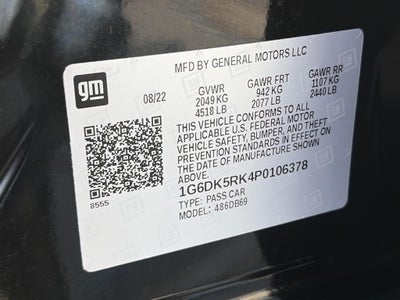 gm
MFD BY GENERAL MOTORS LLC
08/22
GVWR GAWR FRT GAWR RR
2049 KG 942 KG 1107 KG
4518 LB 2077 LB 2440 LB
THIS VEHICLE CONFORMS TO ALL
APPLICABLE U.S. FEDERAL MOTOR
VEHICLE SAFETY, BUMPER, AND THEFT
PREVENTION STANDARDS IN EFFECT ON
THE DATE OF MANUFACTURE SHOWN ABOVE.
8555
1G6DK5RK4P0106378
TYPE: PASS CAR
MODEL: 486DB69